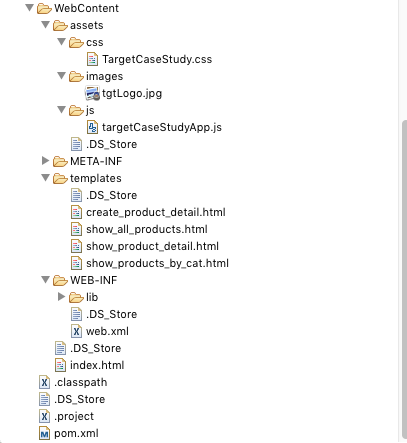 WebContent
assets
css
TargetCaseStudy.css
images
tgtLogo.jpg
js
targetCaseStudyApp.js
.DS_Store
META-INF
templates
.DS_Store
create_product_detail.html
show_all_products.html
show_product_detail.html
show_products_by_cat.html
WEB-INF
lib
.DS_Store
web.xml
.DS_Store
index.html
.classpath
.DS_Store
.project
pom.xml